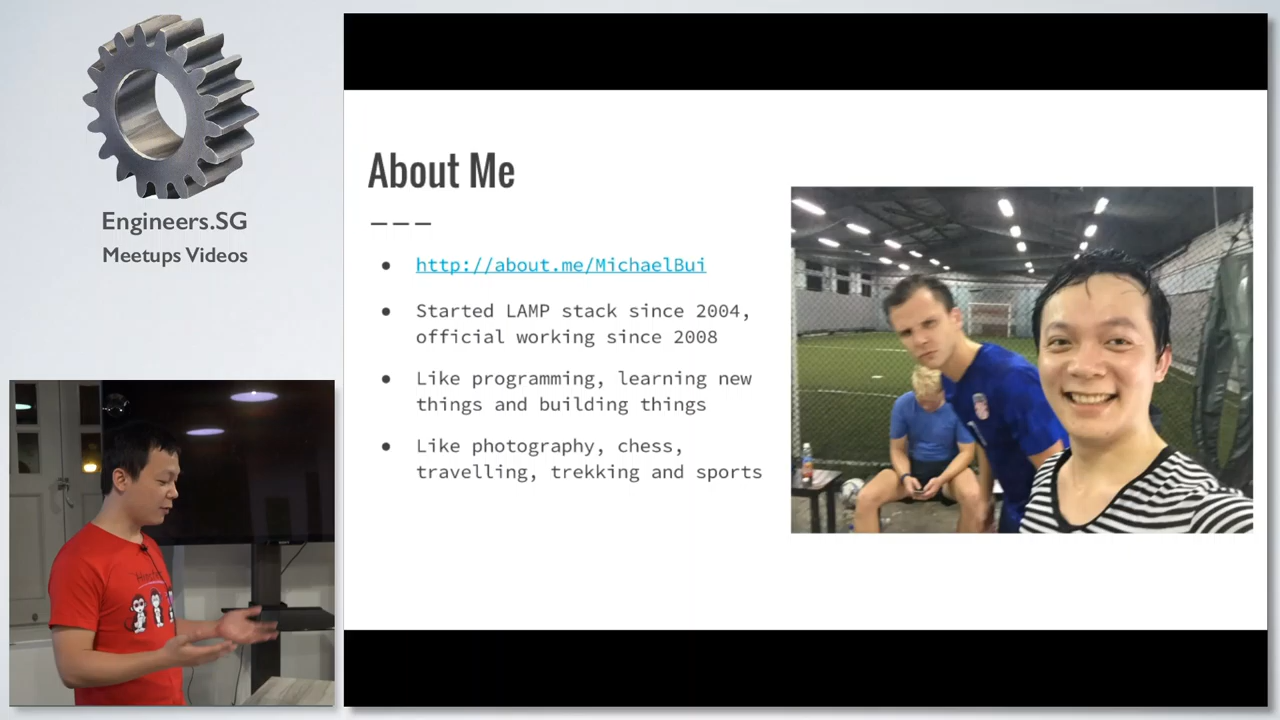 Engineers.SG
Meetups Videos
About Me
http://about.me/MichaelBui
Started LAMP stack since 2004,
official working since 2008
Like programming, learning new
things and building things
Like photography, chess,
travelling, trekking and sports